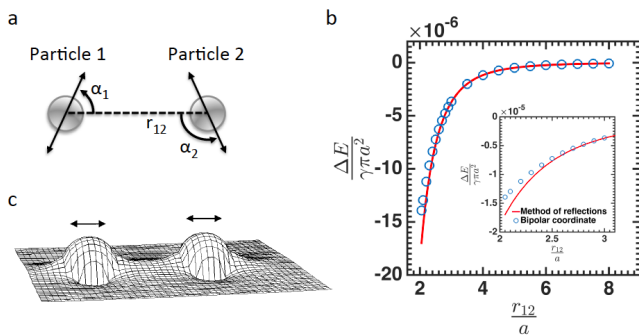 a
Particle 1
Particle 2
α1
r12
α2
c
b
×10⁻⁶
0
-5
-10
-15
-20
ΔE
γπa²
2
4
6
8
r12
a
×10⁻⁵
0
-0.5
-1
-1.5
-2
ΔE
γπa²
Method of reflections
Bipolar coordinate
2
2.5
3
r12
a